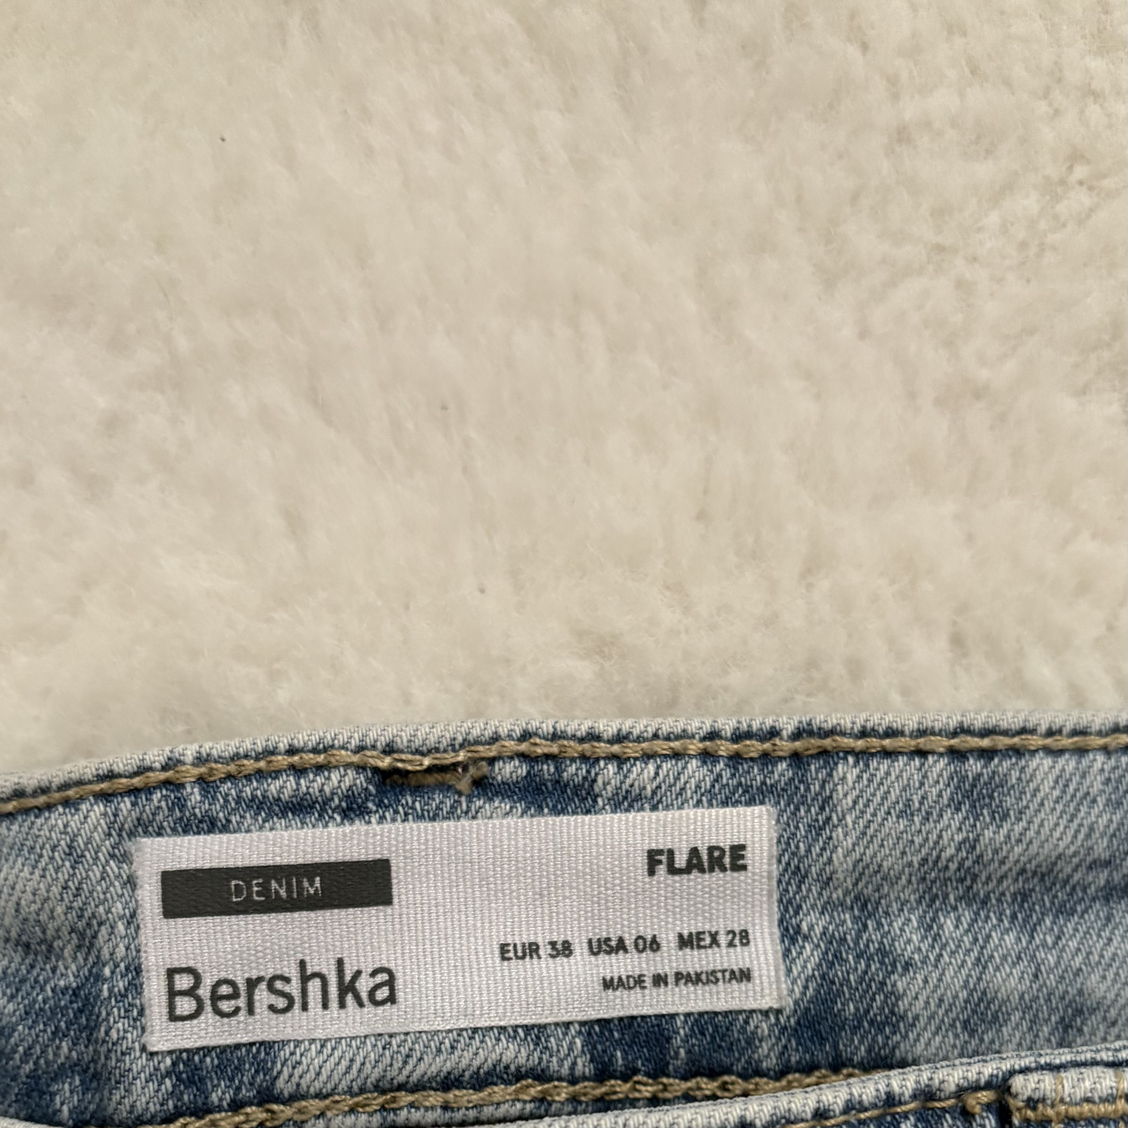 DENIM
FLARE
Bershka
EUR 38 USA 06 MEX 28
MADE IN PAKISTAN